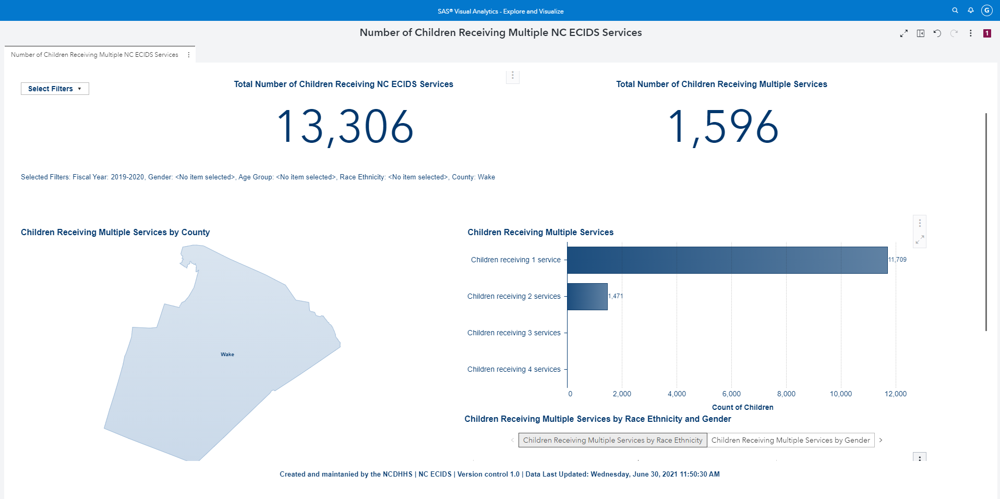 SAS® Visual Analytics - Explore and Visualize
G
Number of Children Receiving Multiple NC ECIDS Services
1
Number of Children Receiving Multiple NC ECIDS Services
Select Filters
Total Number of Children Receiving NC ECIDS Services
Total Number of Children Receiving Multiple Services
13,306
1,596
Selected Filters: Fiscal Year: 2019-2020, Gender: <No item selected>, Age Group: <No item selected>, Race Ethnicity: <No item selected>, County: Wake
Children Receiving Multiple Services by County
Wake
Children Receiving Multiple Services
Children receiving 1 service
11,709
Children receiving 2 services
1,471
Children receiving 3 services
Children receiving 4 services
0 2,000 4,000 6,000 8,000 10,000 12,000
Count of Children
Children Receiving Multiple Services by Race Ethnicity and Gender
Children Receiving Multiple Services by Race Ethnicity
Children Receiving Multiple Services by Gender
Created and maintanied by the NCDHHS | NC ECIDS | Version control 1.0 | Data Last Updated: Wednesday, June 30, 2021 11:50:30 AM